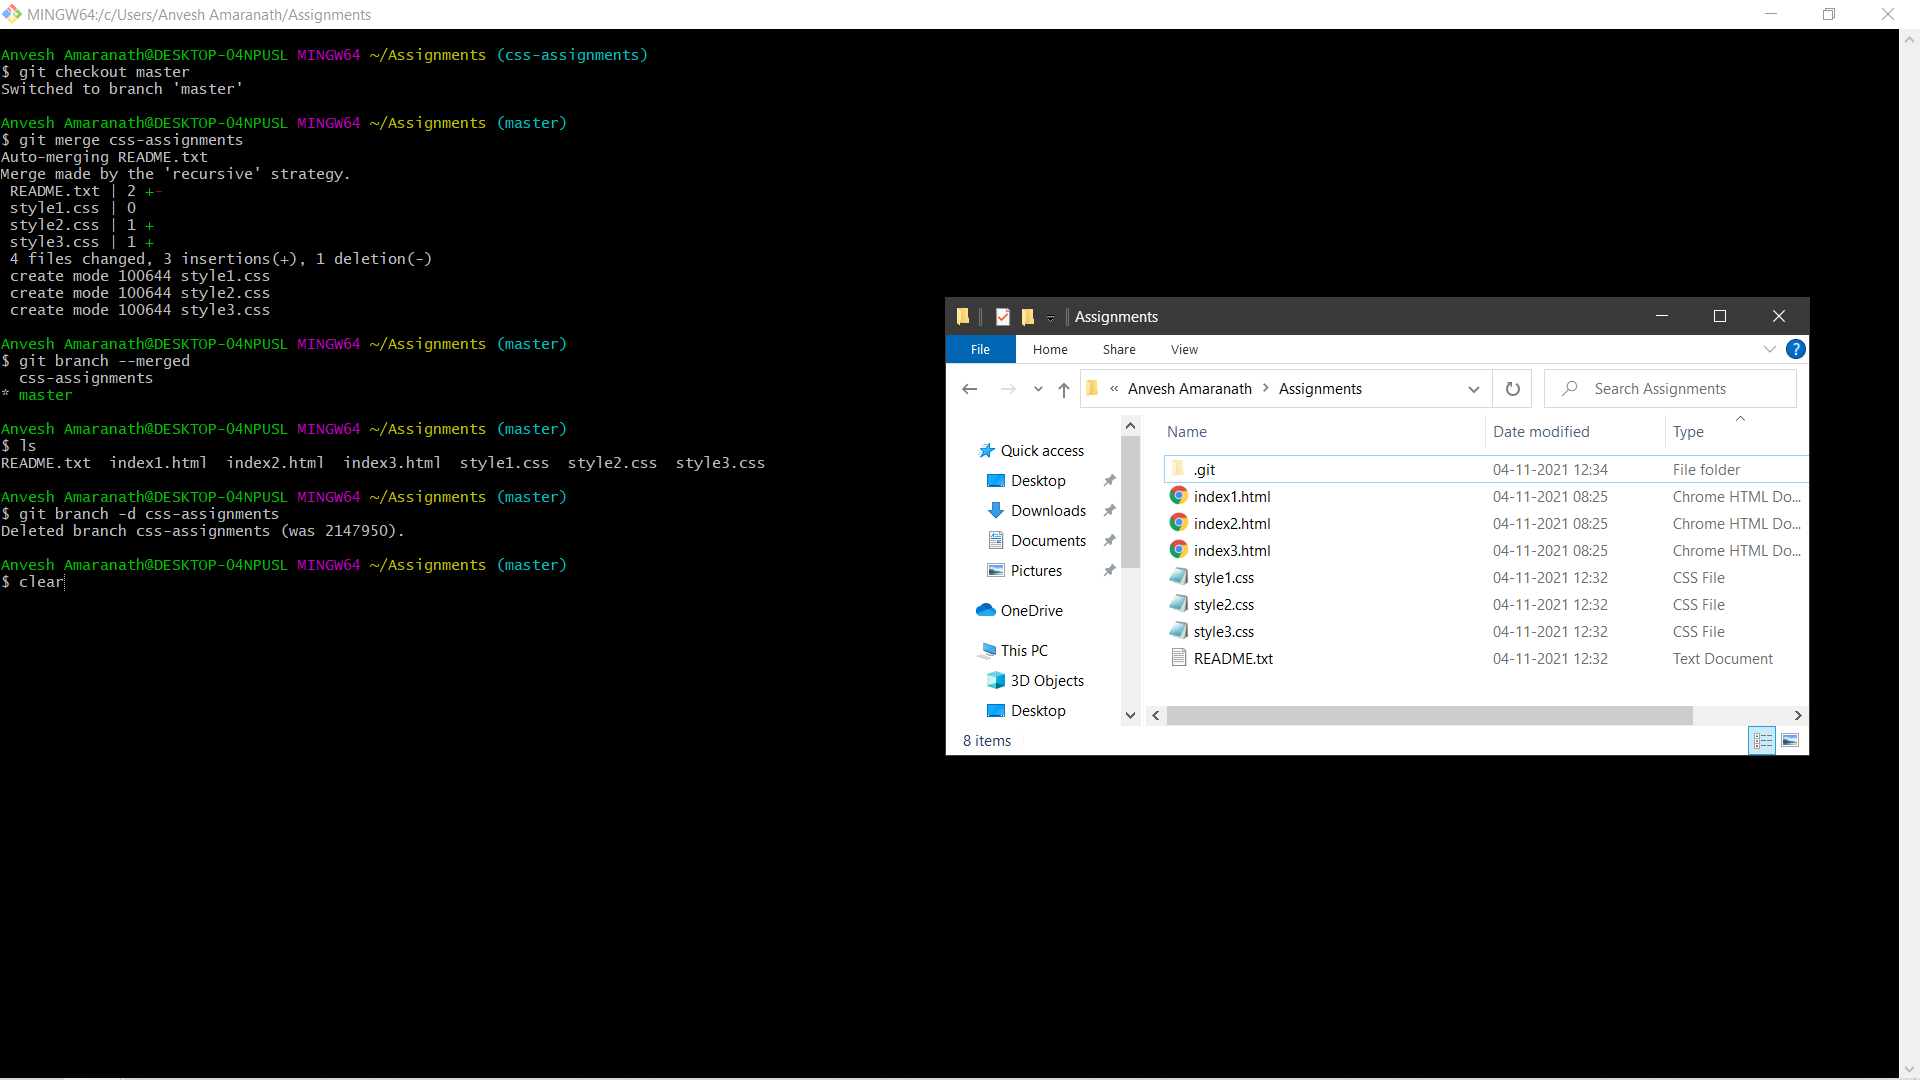 MINGW64:/c/Users/Anvesh Amaranath/Assignments
Anvesh Amaranath@DESKTOP-O4NPUSL MINGW64 ~/Assignments (css-assignments)
$ git checkout master
Switched to branch 'master'
Anvesh Amaranath@DESKTOP-O4NPUSL MINGW64 ~/Assignments (master)
$ git merge css-assignments
Auto-merging README.txt
Merge made by the 'recursive' strategy.
README.txt | 2 +-
style1.css | 0
style2.css | 1 +
style3.css | 1 +
4 files changed, 3 insertions(+), 1 deletion(-)
create mode 100644 style1.css
create mode 100644 style2.css
create mode 100644 style3.css
Anvesh Amaranath@DESKTOP-O4NPUSL MINGW64 ~/Assignments (master)
$ git branch --merged
css-assignments
* master
Anvesh Amaranath@DESKTOP-O4NPUSL MINGW64 ~/Assignments (master)
$ ls
README.txt index1.html index2.html index3.html style1.css style2.css style3.css
Anvesh Amaranath@DESKTOP-O4NPUSL MINGW64 ~/Assignments (master)
$ git branch -d css-assignments
Deleted branch css-assignments (was 2147950).
Anvesh Amaranath@DESKTOP-O4NPUSL MINGW64 ~/Assignments (master)
$ clear
Assignments
File Home Share View ?
« Anvesh Amaranath > Assignments
Search Assignments
Quick access
Desktop
Downloads
Documents
Pictures
OneDrive
This PC
3D Objects
Desktop
Name Date modified Type
.git 04-11-2021 12:34 File folder
index1.html 04-11-2021 08:25 Chrome HTML Do...
index2.html 04-11-2021 08:25 Chrome HTML Do...
index3.html 04-11-2021 08:25 Chrome HTML Do...
style1.css 04-11-2021 12:32 CSS File
style2.css 04-11-2021 12:32 CSS File
style3.css 04-11-2021 12:32 CSS File
README.txt 04-11-2021 12:32 Text Document
8 items